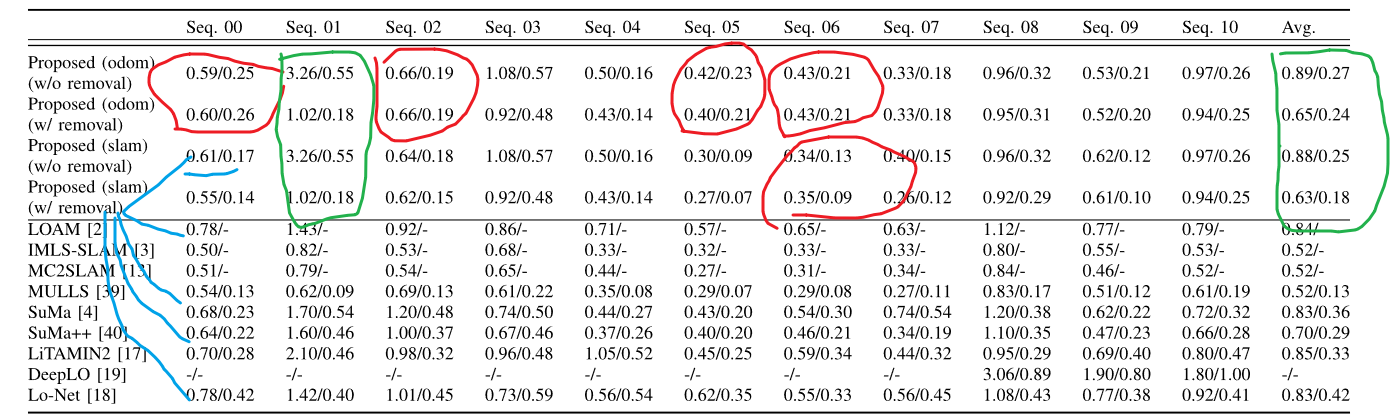 Seq. 00 Seq. 01 Seq. 02 Seq. 03 Seq. 04 Seq. 05 Seq. 06 Seq. 07 Seq. 08 Seq. 09 Seq. 10 Avg.
Proposed (odom)
(w/o removal) 0.59/0.25 3.26/0.55 0.66/0.19 1.08/0.57 0.50/0.16 0.42/0.23 0.43/0.21 0.33/0.18 0.96/0.32 0.53/0.21 0.97/0.26 0.89/0.27
Proposed (odom)
(w/ removal) 0.60/0.26 1.02/0.18 0.66/0.19 0.92/0.48 0.43/0.14 0.40/0.21 0.43/0.21 0.33/0.18 0.95/0.31 0.52/0.20 0.94/0.25 0.65/0.24
Proposed (slam)
(w/o removal) 0.61/0.17 3.26/0.55 0.64/0.18 1.08/0.57 0.50/0.16 0.30/0.09 0.34/0.13 0.40/0.15 0.96/0.32 0.62/0.12 0.97/0.26 0.88/0.25
Proposed (slam)
(w/ removal) 0.55/0.14 1.02/0.18 0.62/0.15 0.92/0.48 0.43/0.14 0.27/0.07 0.35/0.09 0.26/0.12 0.92/0.29 0.61/0.10 0.94/0.25 0.63/0.18
LOAM [2] 0.78/- 1.43/- 0.92/- 0.86/- 0.71/- 0.57/- 0.65/- 0.63/- 1.12/- 0.77/- 0.79/- 0.84/-
IMLS-SLAM [3] 0.50/- 0.82/- 0.53/- 0.68/- 0.33/- 0.32/- 0.33/- 0.33/- 0.80/- 0.55/- 0.53/- 0.52/-
MC2SLAM [13] 0.51/- 0.79/- 0.54/- 0.65/- 0.44/- 0.27/- 0.31/- 0.34/- 0.84/- 0.46/- 0.52/- 0.52/-
MULLS [39] 0.54/0.13 0.62/0.09 0.69/0.13 0.61/0.22 0.35/0.08 0.29/0.07 0.29/0.08 0.27/0.11 0.83/0.17 0.51/0.12 0.61/0.19 0.52/0.13
SuMa [4] 0.68/0.23 1.70/0.54 1.20/0.48 0.74/0.50 0.44/0.27 0.43/0.20 0.54/0.30 0.74/0.54 1.20/0.38 0.62/0.22 0.72/0.32 0.83/0.36
SuMa++ [40] 0.64/0.22 1.60/0.46 1.00/0.37 0.67/0.46 0.37/0.26 0.40/0.20 0.46/0.21 0.34/0.19 1.10/0.35 0.47/0.23 0.66/0.28 0.70/0.29
LiTAMIN2 [17] 0.70/0.28 2.10/0.46 0.98/0.32 0.96/0.48 1.05/0.52 0.45/0.25 0.59/0.34 0.44/0.32 0.95/0.29 0.69/0.40 0.80/0.47 0.85/0.33
DeepLO [19] -/- -/- -/- -/- -/- -/- -/- -/- 3.06/0.89 1.90/0.80 1.80/1.00 -/-
Lo-Net [18] 0.78/0.42 1.42/0.40 1.01/0.45 0.73/0.59 0.56/0.54 0.62/0.35 0.55/0.33 0.56/0.45 1.08/0.43 0.77/0.38 0.92/0.41 0.83/0.42